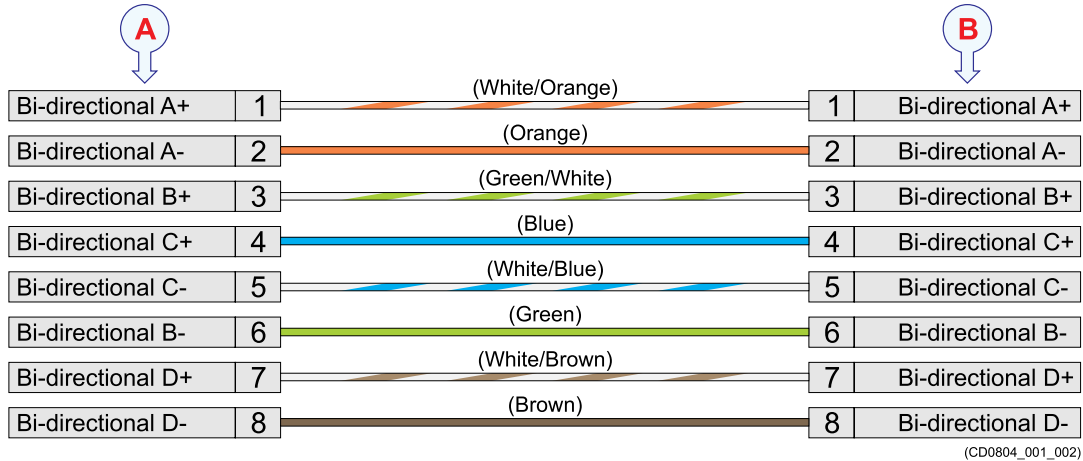 A B
(White/Orange)
Bi-directional A+ 1 1 Bi-directional A+
(Orange)
Bi-directional A- 2 2 Bi-directional A-
(Green/White)
Bi-directional B+ 3 3 Bi-directional B+
(Blue)
Bi-directional C+ 4 4 Bi-directional C+
(White/Blue)
Bi-directional C- 5 5 Bi-directional C-
(Green)
Bi-directional B- 6 6 Bi-directional B-
(White/Brown)
Bi-directional D+ 7 7 Bi-directional D+
(Brown)
Bi-directional D- 8 8 Bi-directional D-
(CD0804_001_002)